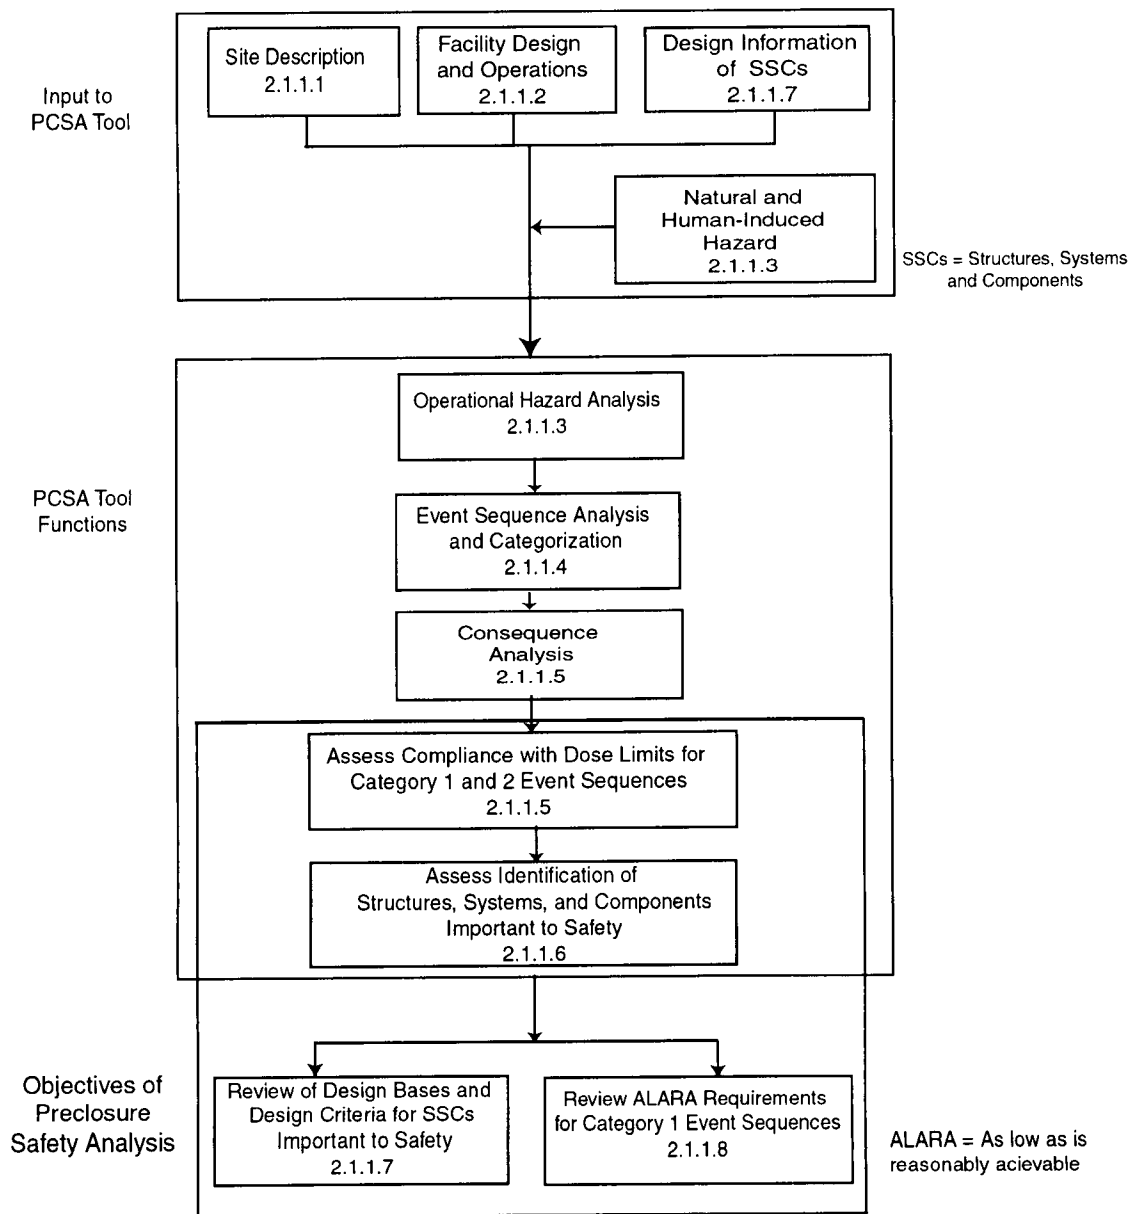 Input to
PCSA Tool
Site Description
2.1.1.1
Facility Design
and Operations
2.1.1.2
Design Information
of SSCs
2.1.1.7
Natural and
Human-Induced
Hazard
2.1.1.3
SSCs = Structures, Systems
and Components
PCSA Tool
Functions
Operational Hazard Analysis
2.1.1.3
Event Sequence Analysis
and Categorization
2.1.1.4
Consequence
Analysis
2.1.1.5
Assess Compliance with Dose Limits for
Category 1 and 2 Event Sequences
2.1.1.5
Assess Identification of
Structures, Systems, and Components
Important to Safety
2.1.1.6
Objectives of
Preclosure
Safety Analysis
Review of Design Bases and
Design Criteria for SSCs
Important to Safety
2.1.1.7
Review ALARA Requirements
for Category 1 Event Sequences
2.1.1.8
ALARA = As low as is
reasonably acievable